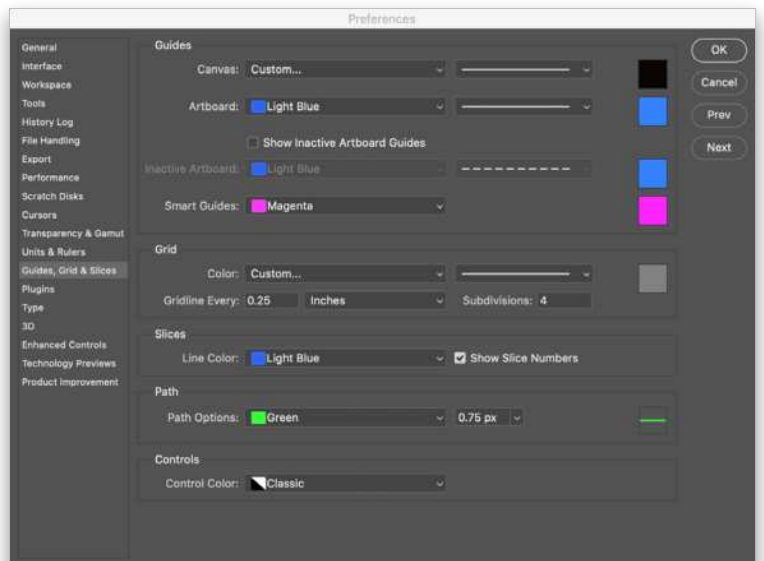 Preferences
General
Interface
Workspace
Tools
History Log
File Handling
Export
Performance
Scratch Disks
Cursors
Transparency & Gamut
Units & Rulers
Guides, Grid & Slices
Plugins
Type
3D
Enhanced Controls
Technology Previews
Product Improvement
Guides
Canvas: Custom...
Artboard: Light Blue
Show Inactive Artboard Guides
Inactive Artboard: Light Blue
Smart Guides: Magenta
Grid
Color: Custom...
Gridline Every: 0.25 Inches Subdivisions: 4
Slices
Line Color: Light Blue Show Slice Numbers
Path
Path Options: Green 0.75 px
Controls
Control Color: Classic
OK
Cancel
Prev
Next